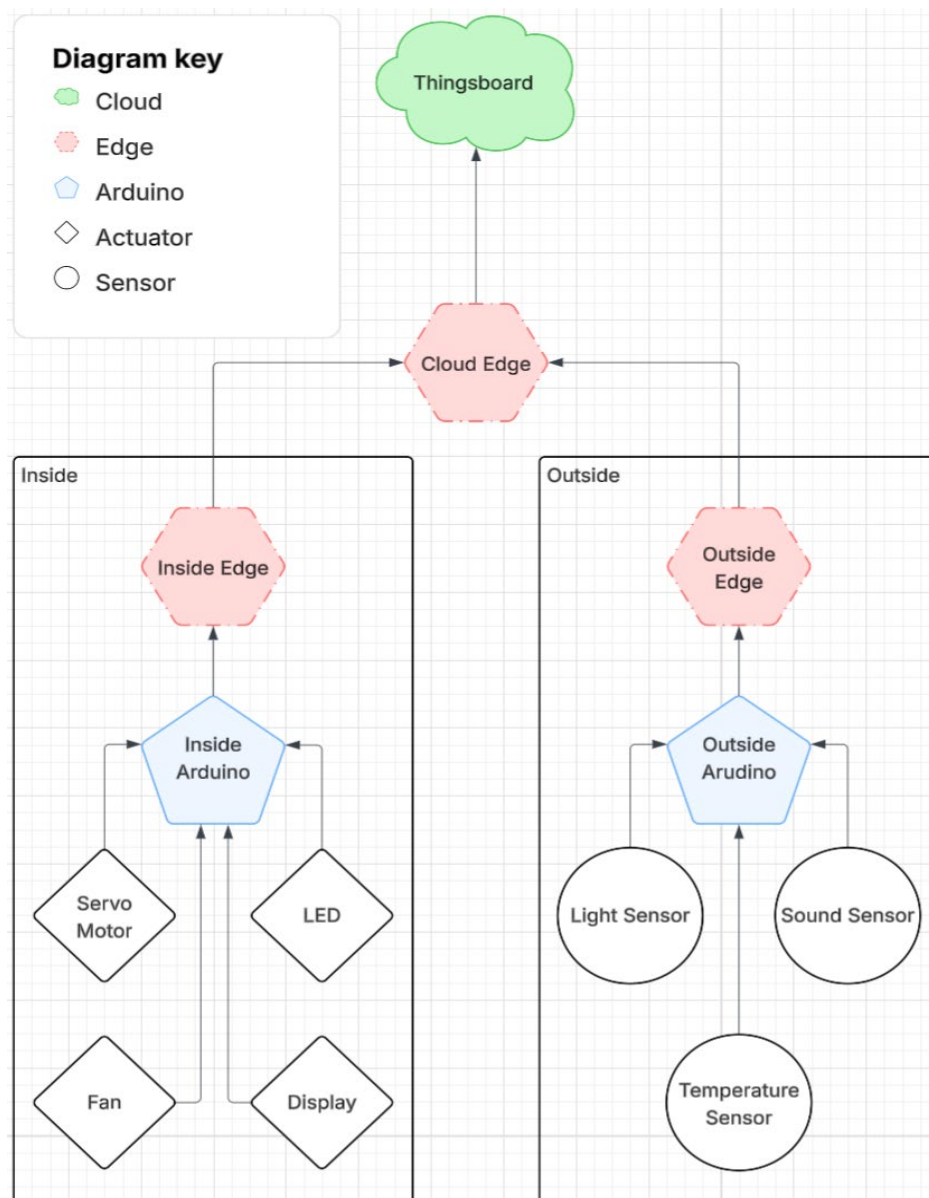 Diagram key
Cloud
Edge
Arduino
Actuator
Sensor
Thingsboard
Cloud Edge
Inside
Inside Edge
Inside
Arduino
Servo
Motor
LED
Fan
Display
Outside
Outside
Edge
Outside
Arudino
Light Sensor
Sound Sensor
Temperature
Sensor